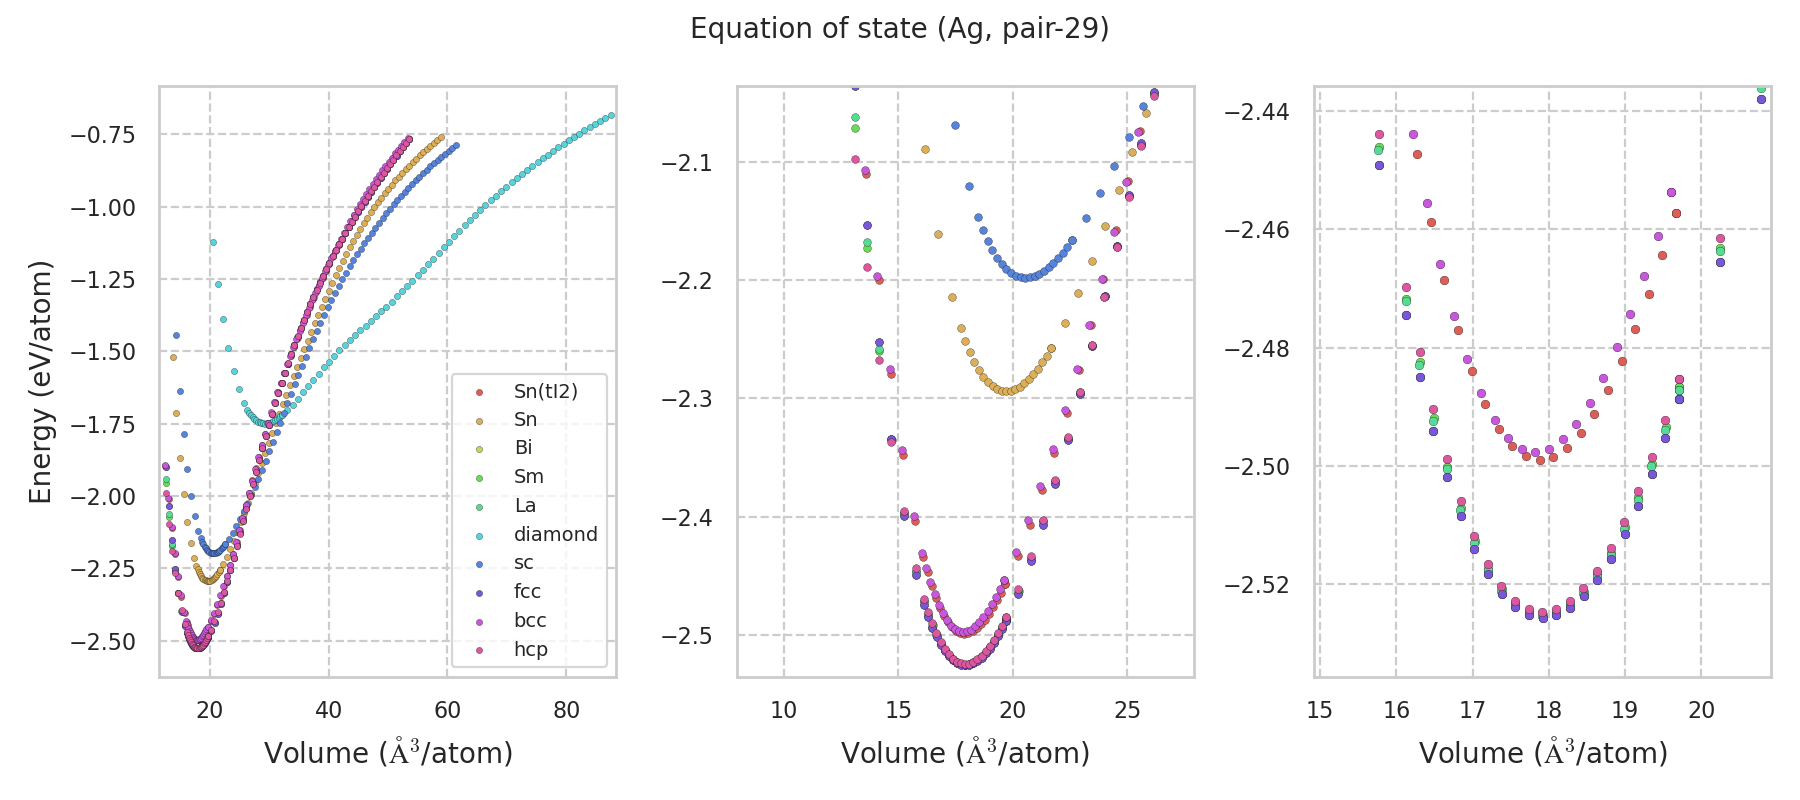 Equation of state (Ag, pair-29)
Energy (eV/atom)
−0.75
−1.00
−1.25
−1.50
−1.75
−2.00
−2.25
−2.50
20
40
60
80
Volume (Å³/atom)
Sn(tI2)
Sn
Bi
Sm
La
diamond
sc
fcc
bcc
hcp
−2.1
−2.2
−2.3
−2.4
−2.5
10
15
20
25
Volume (Å³/atom)
−2.44
−2.46
−2.48
−2.50
−2.52
15
16
17
18
19
20
Volume (Å³/atom)